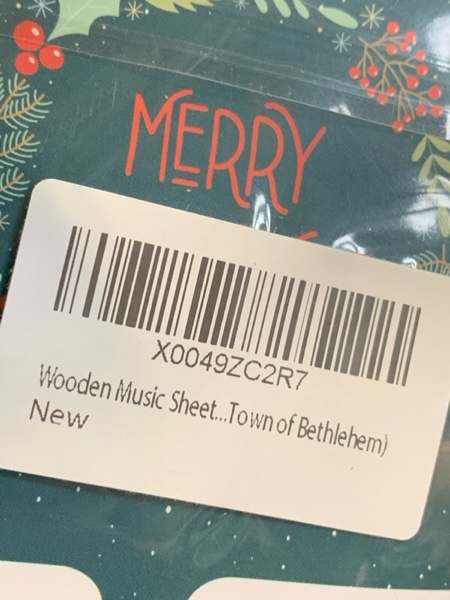 MERRY
X0049ZC2R7
Wooden Music Sheet...Town of Bethlehem)
New